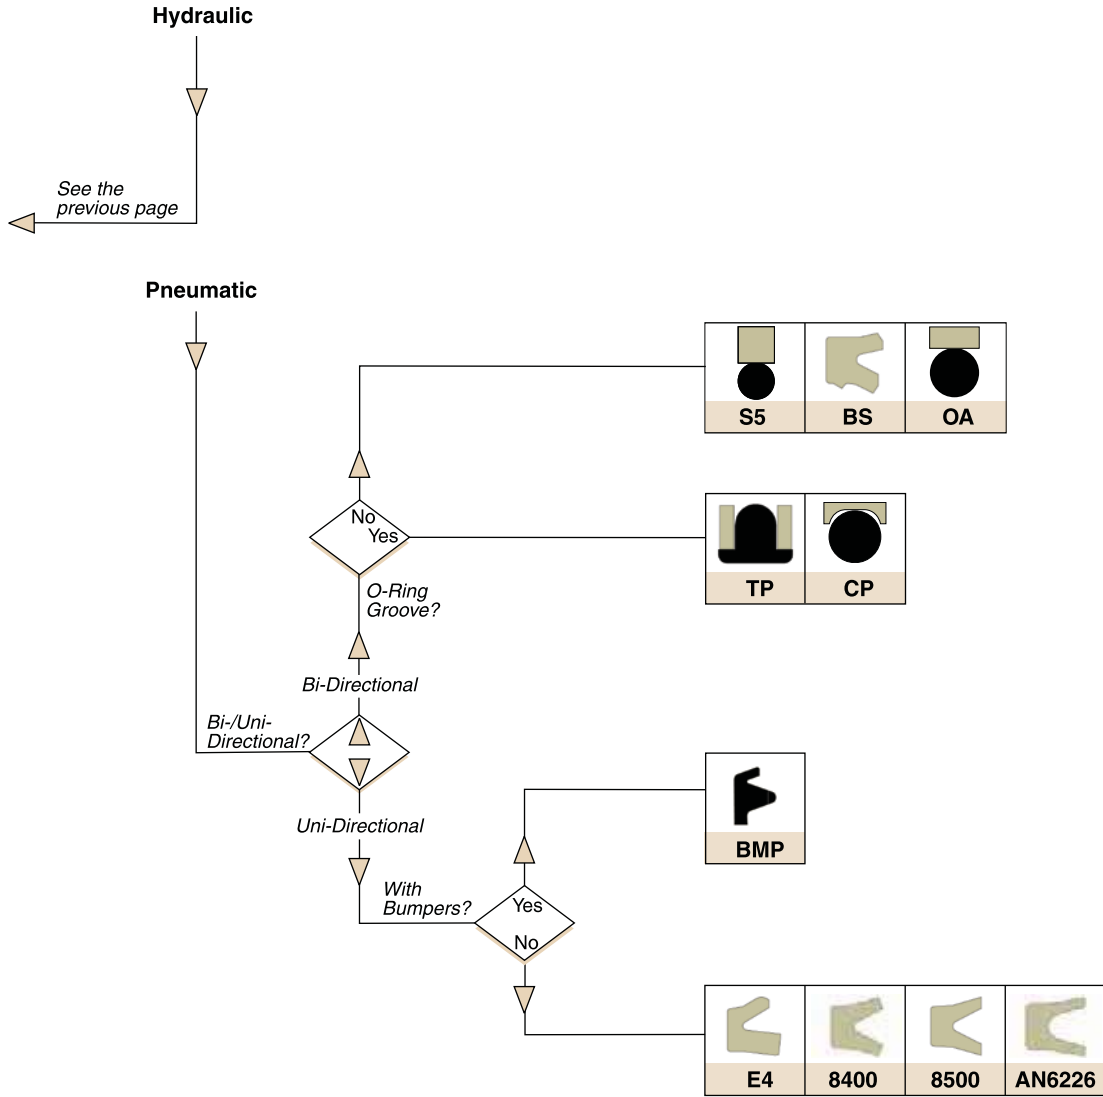 Hydraulic
See the
previous page
Pneumatic
S5 BS OA
No
Yes
TP CP
O-Ring
Groove?
Bi-Directional
Bi-/Uni-
Directional?
Uni-Directional
BMP
With
Bumpers?
Yes
No
E4 8400 8500 AN6226